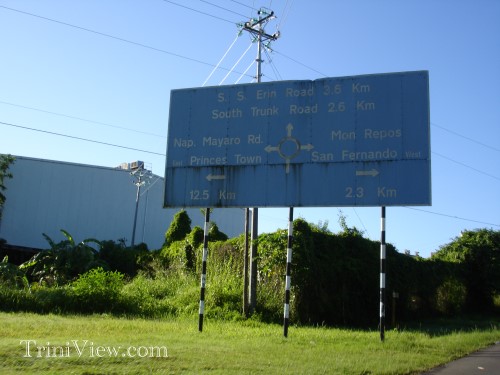 S. S. Erin Road 3.6 Km
South Trunk Road 2.6 Km
Nap. Mayaro Rd.
Princes Town
12.5 Km
Mon Repos
San Fernando West
2.3 Km
TriniView.com